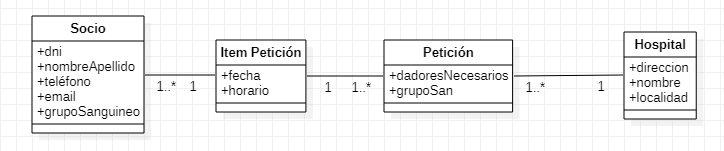 Socio
+dni
+nombreApellido
+teléfono
+email
+grupoSanguineo
1..*
1
Item Petición
+fecha
+horario
1
1..*
Petición
+dadoresNecesarios
+grupoSan
1..*
1
Hospital
+direccion
+nombre
+localidad